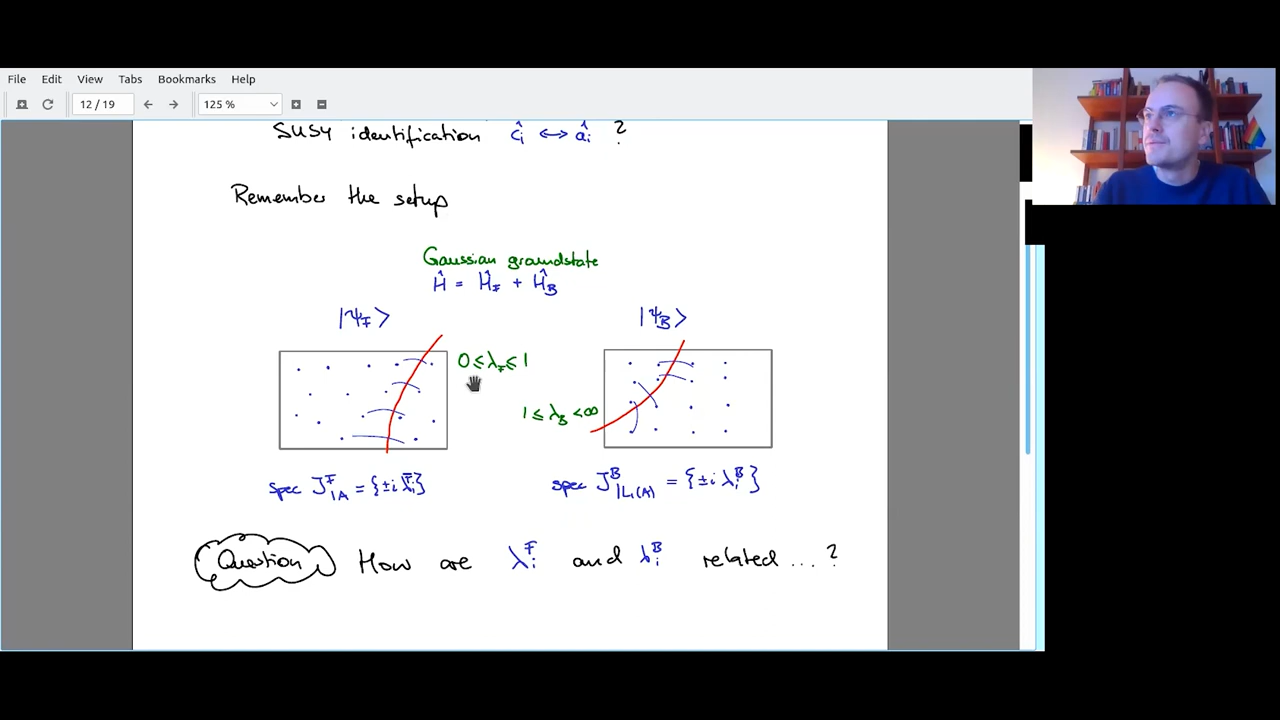 File Edit View Tabs Bookmarks Help
12 / 19 125 %
SUSY identification ĉᵢ ↔ âᵢ ?
Remember the setup
Gaussian groundstate
Ĥ = Ĥ_F + Ĥ_B
|Ψ_F⟩ |Ψ_B⟩
0 ≤ λ_F ≤ 1
1 ≤ λ_B < ∞
spec J^F_{|A} = {±i λ^F_i} spec J^B_{|L(A)} = {±i λ^B_i}
Question How are λ^F_i and λ^B_i related ... ?